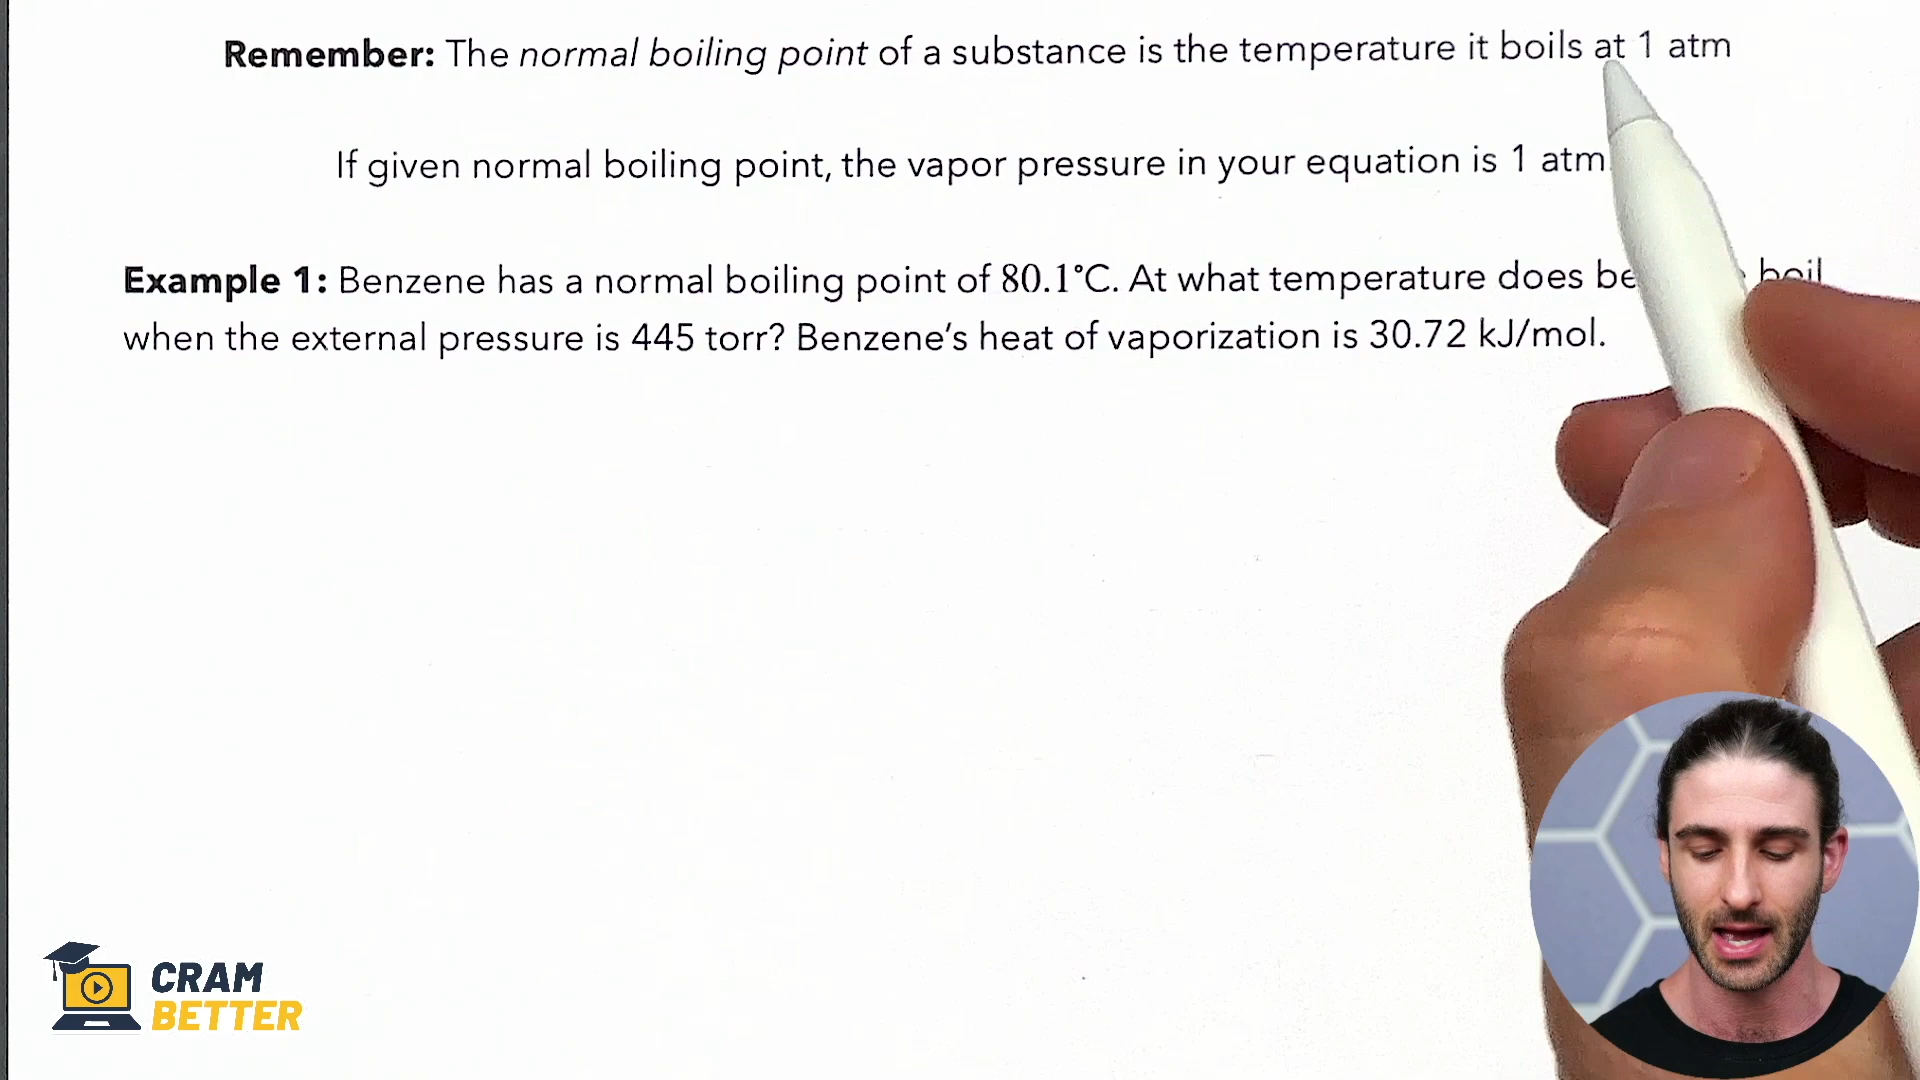 Remember: The normal boiling point of a substance is the temperature it boils at 1 atm
If given normal boiling point, the vapor pressure in your equation is 1 atm
Example 1: Benzene has a normal boiling point of 80.1°C. At what temperature does boil
when the external pressure is 445 torr? Benzene’s heat of vaporization is 30.72 kJ/mol.
CRAM
BETTER